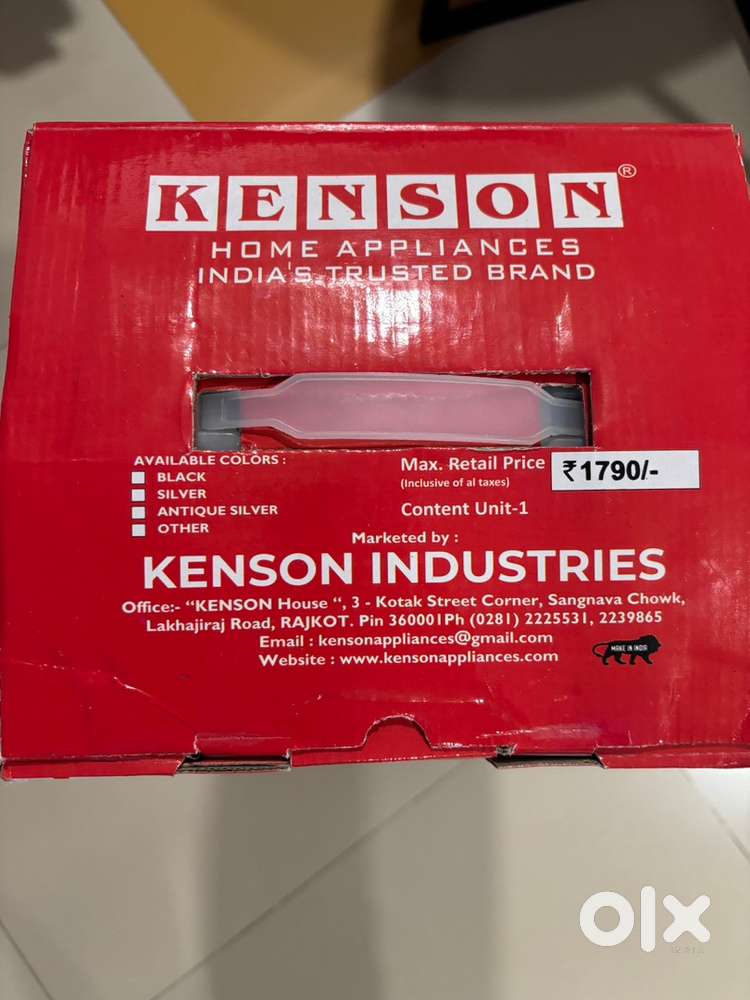 KENSON®
HOME APPLIANCES
INDIA'S TRUSTED BRAND
AVAILABLE COLORS :
BLACK
SILVER
ANTIQUE SILVER
OTHER
Max. Retail Price ₹1790/-
(Inclusive of al taxes)
Content Unit-1
Marketed by :
KENSON INDUSTRIES
Office:- “KENSON House “, 3 - Kotak Street Corner, Sangnava Chowk,
Lakhajiraj Road, RAJKOT. Pin 360001Ph (0281) 2225531, 2239865
Email : kensonappliances@gmail.com
Website : www.kensonappliances.com
MAKE IN INDIA
olx